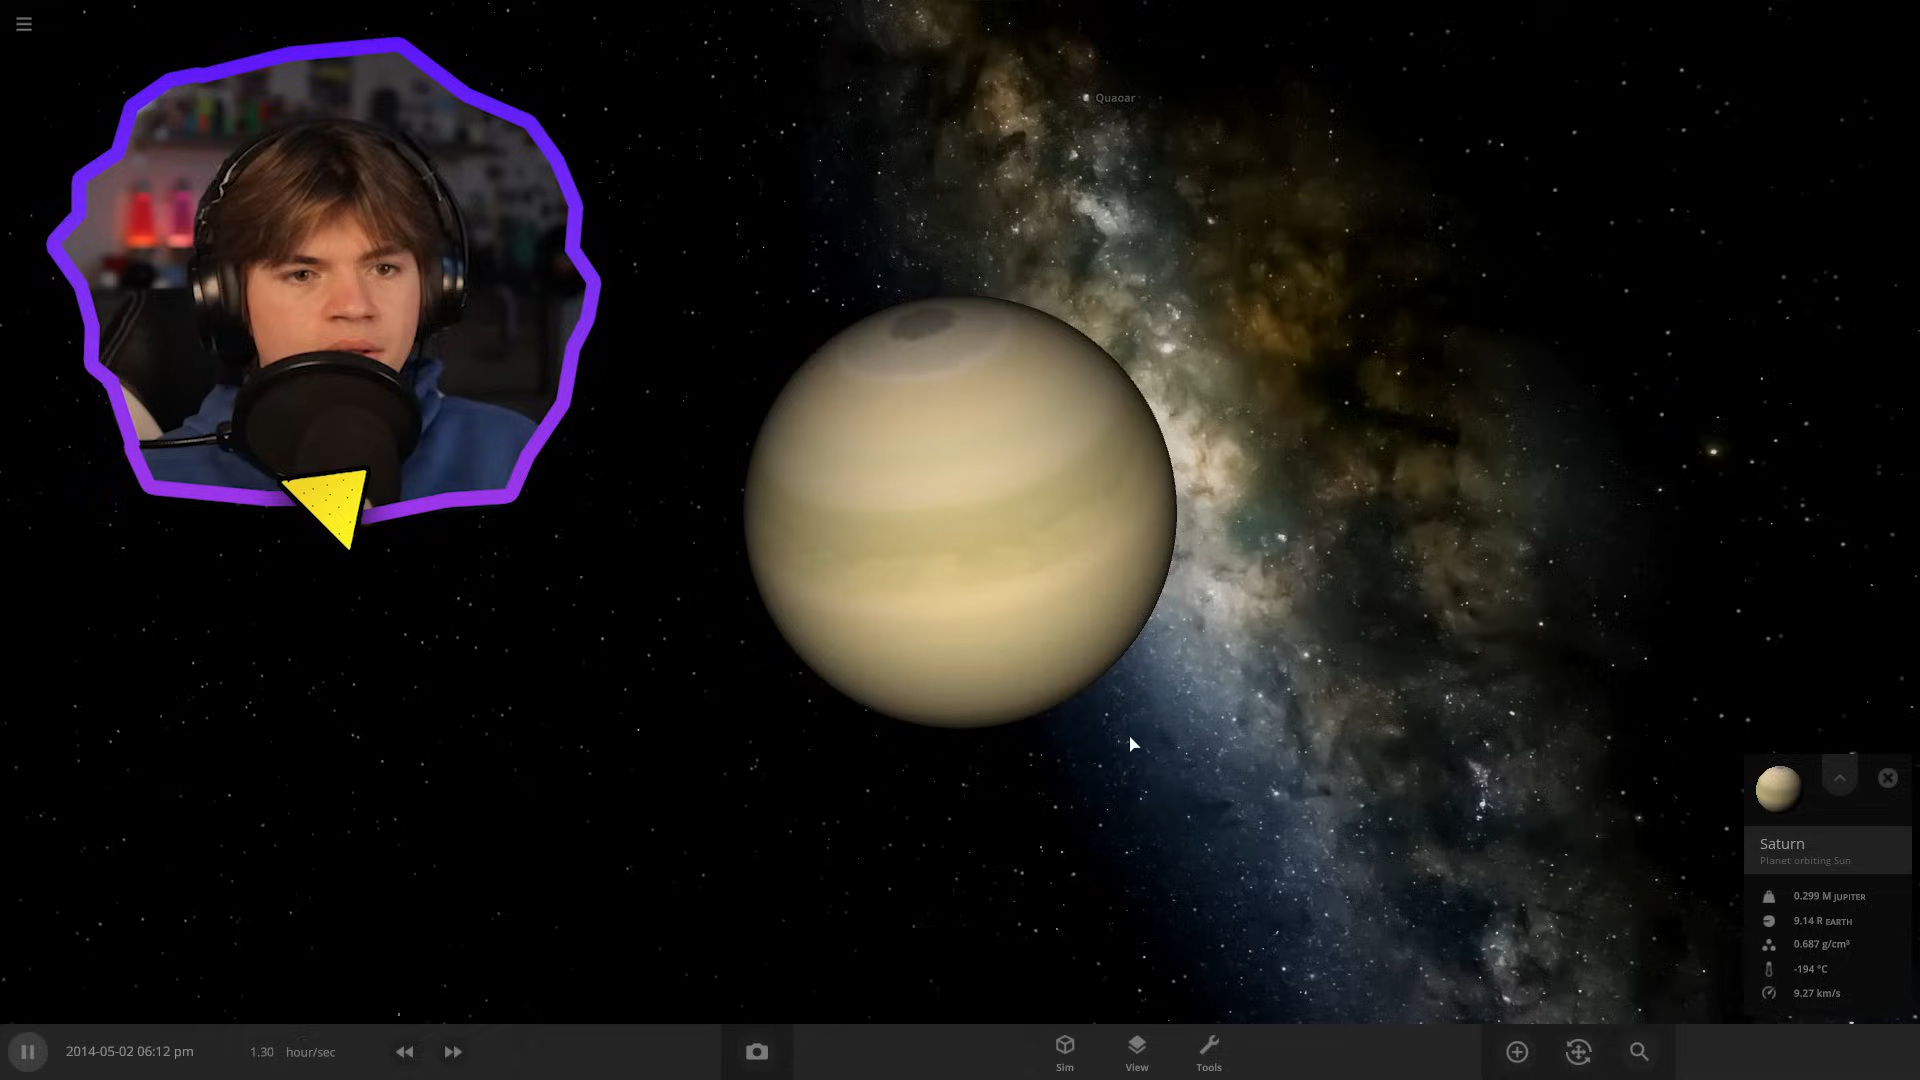 Quaoar
Saturn
Planet orbiting Sun
0.299 M JUPITER
9.14 R EARTH
0.687 g/cm³
-194 °C
9.27 km/s
2014-05-02 06:12 pm
1.30 hour/sec
Sim
View
Tools